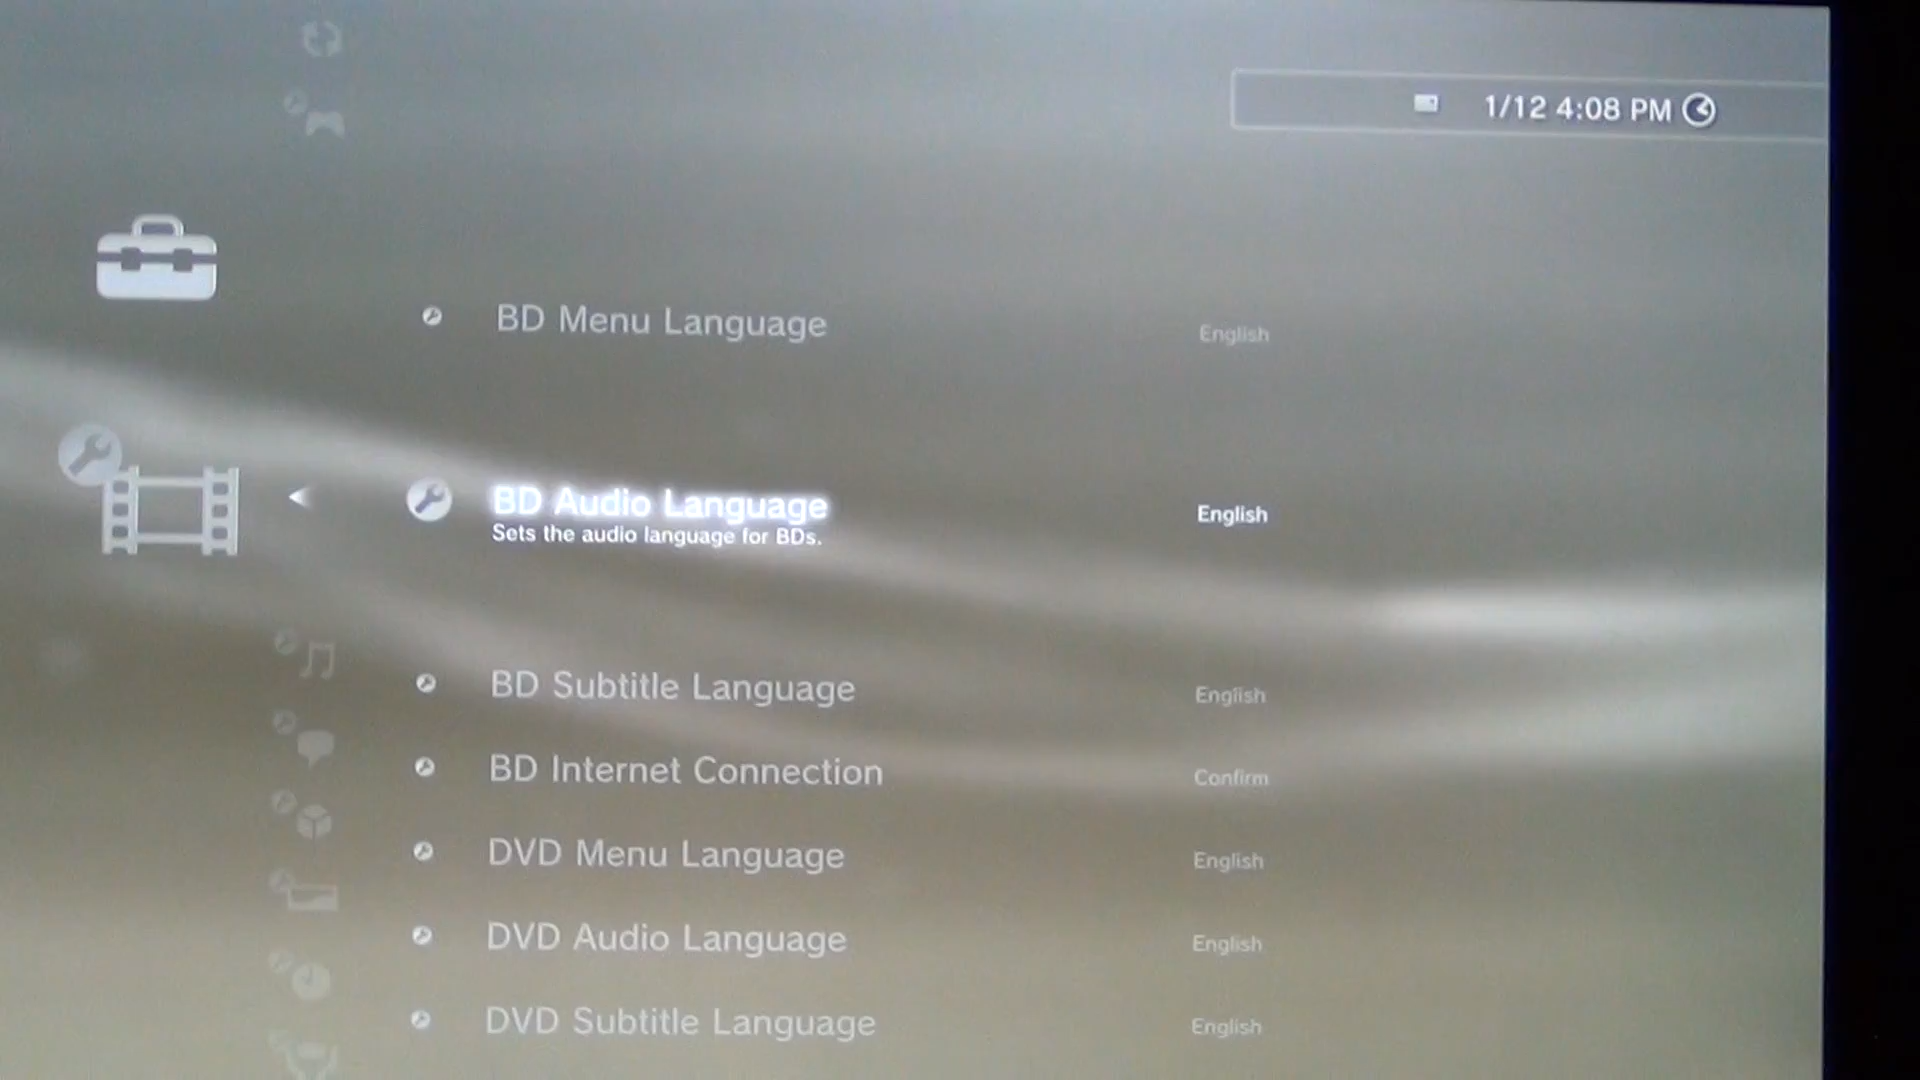 1/12 4:08 PM
BD Menu Language English
BD Audio Language English
Sets the audio language for BDs.
BD Subtitle Language English
BD Internet Connection Confirm
DVD Menu Language English
DVD Audio Language English
DVD Subtitle Language English